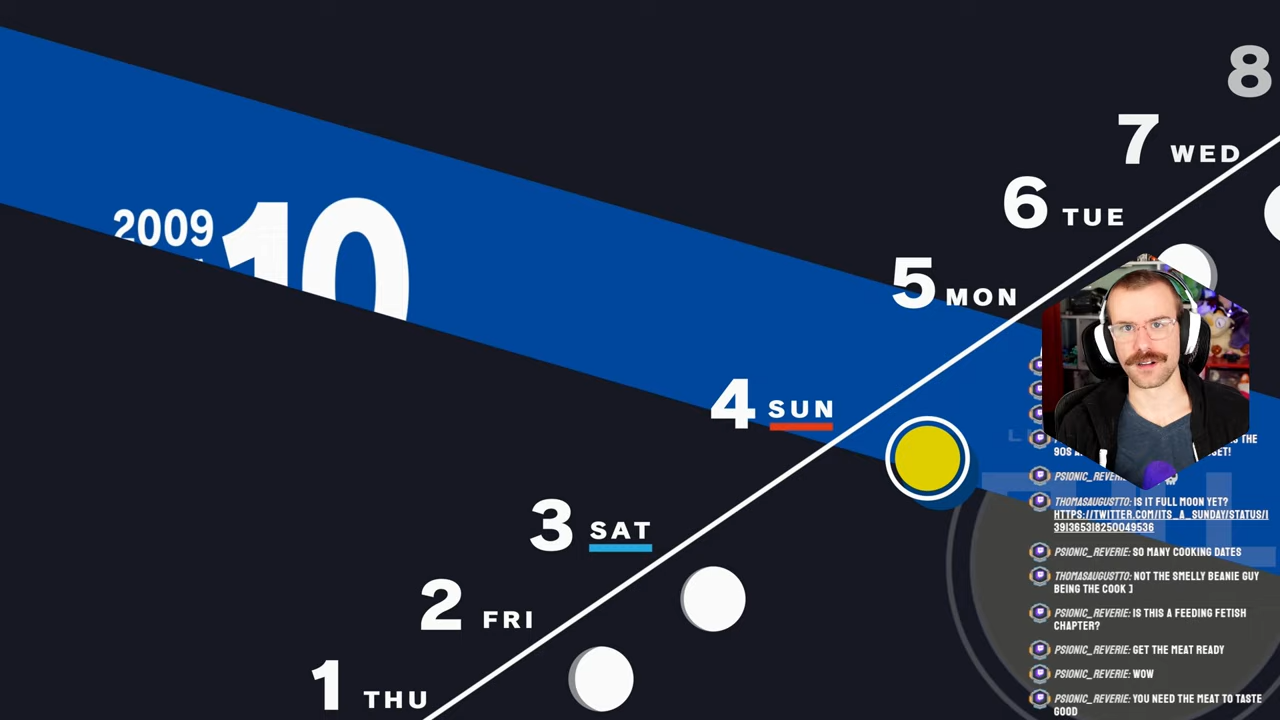 2009
10
8
7 WED
6 TUE
5 MON
4 SUN
3 SAT
2 FRI
1 THU
THE
90S
GET!
PSIONIC_REVERIE:
THOMASAUGUSTTO: IS IT FULL MOON YET?
HTTPS://TWITTER.COM/ITS_A_SUNDAY/STATUS/1
391365318250049536
PSIONIC_REVERIE: SO MANY COOKING DATES
THOMASAUGUSTTO: NOT THE SMELLY BEANIE GUY
BEING THE COOK ]
PSIONIC_REVERIE: IS THIS A FEEDING FETISH
CHAPTER?
PSIONIC_REVERIE: GET THE MEAT READY
PSIONIC_REVERIE: WOW
PSIONIC_REVERIE: YOU NEED THE MEAT TO TASTE
GOOD